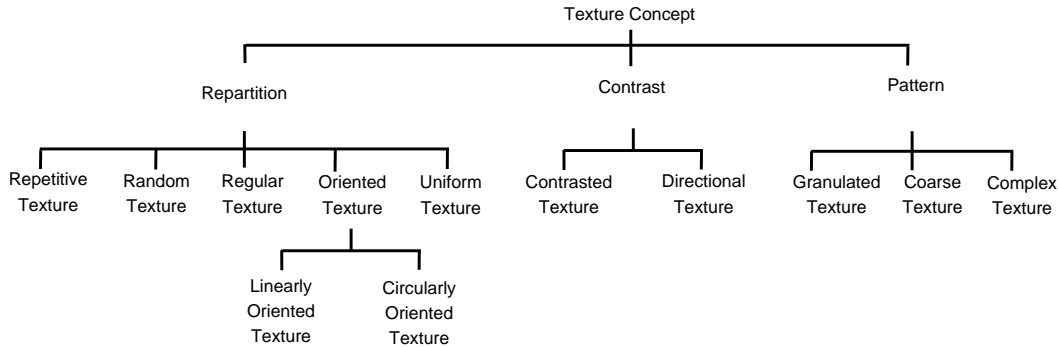 Texture Concept
Repartition
Contrast
Pattern
Repetitive
Texture
Random
Texture
Regular
Texture
Oriented
Texture
Uniform
Texture
Contrasted
Texture
Directional
Texture
Granulated
Texture
Coarse
Texture
Complex
Texture
Linearly
Oriented
Texture
Circularly
Oriented
Texture